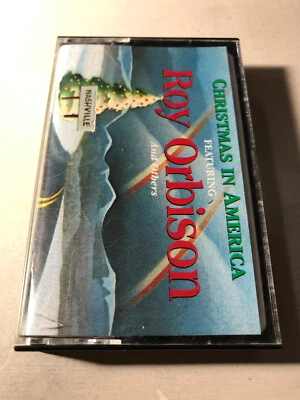 CHRISTMAS IN AMERICA
FEATURING
Roy Orbison
And Others
NASHVILLE